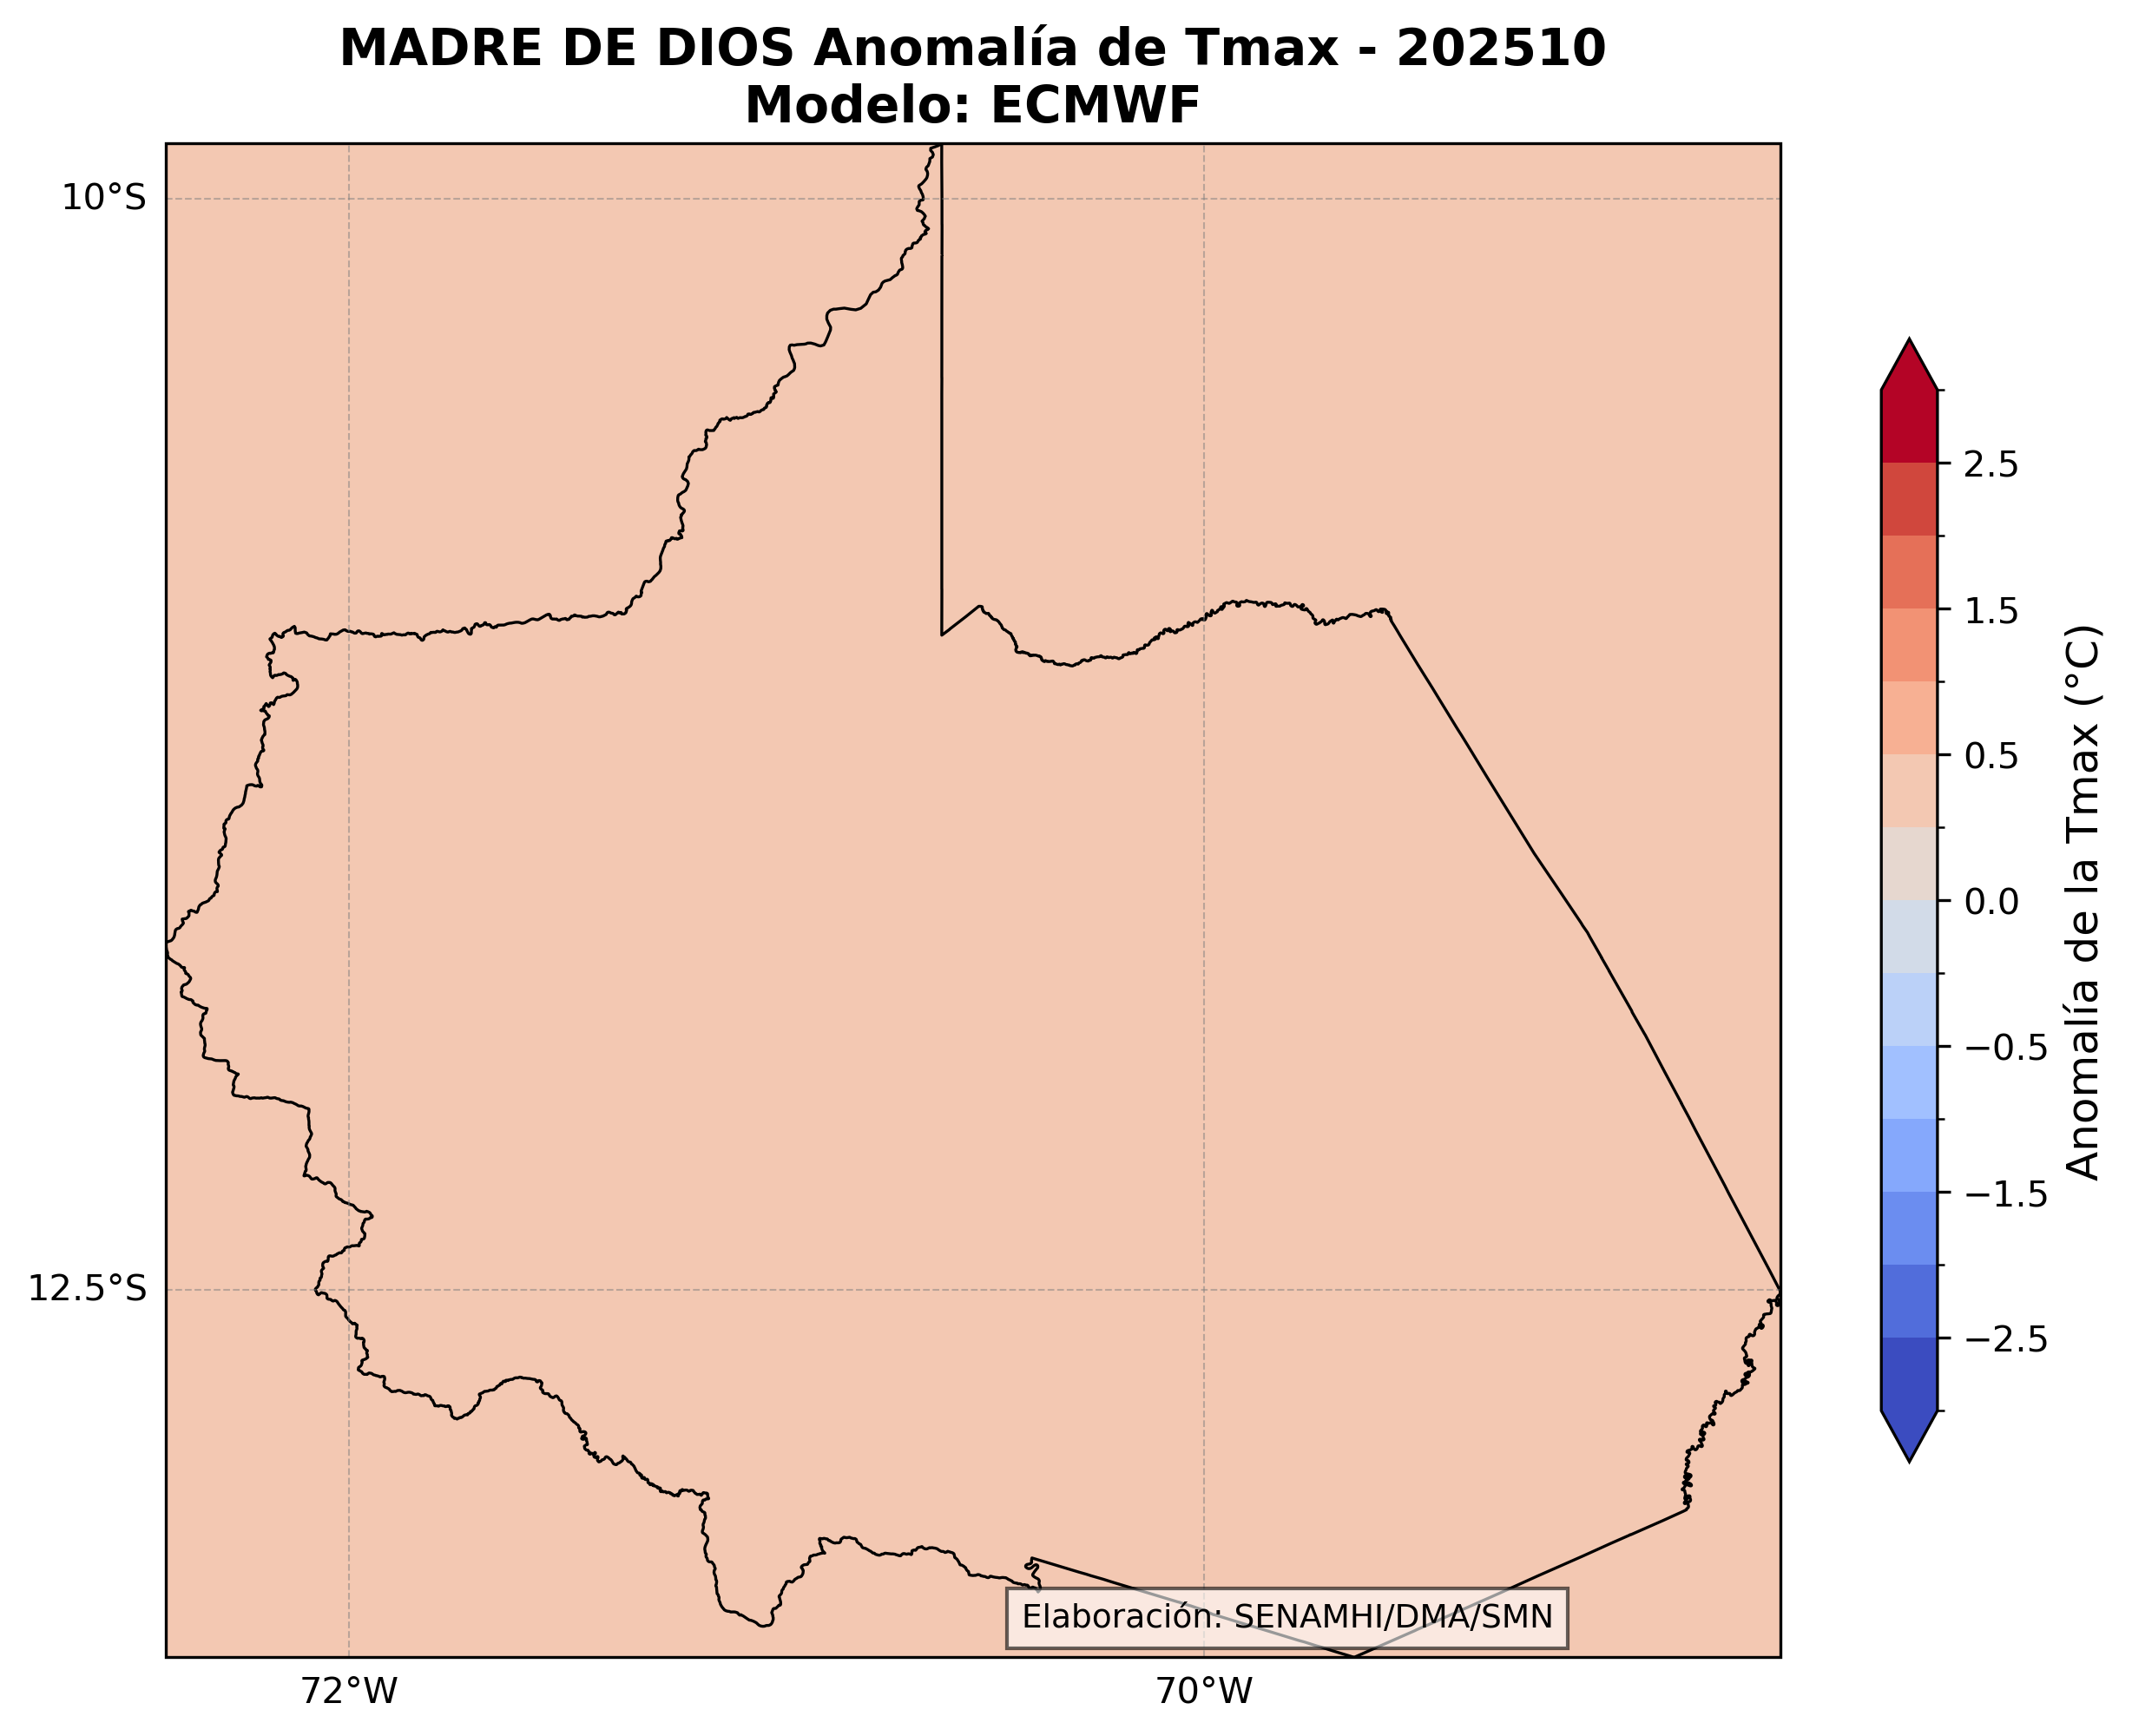 MADRE DE DIOS Anomalía de Tmax - 202510
Modelo: ECMWF
10°S
12.5°S
72°W
70°W
Elaboración: SENAMHI/DMA/SMN
2.5
1.5
0.5
0.0
−0.5
−1.5
−2.5
Anomalía de la Tmax (°C)